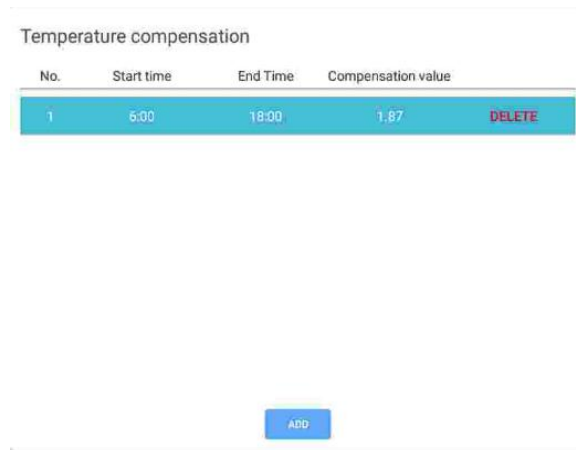 Temperature compensation
No. Start time End Time Compensation value
1 6:00 18:00 1.87 DELETE
ADD